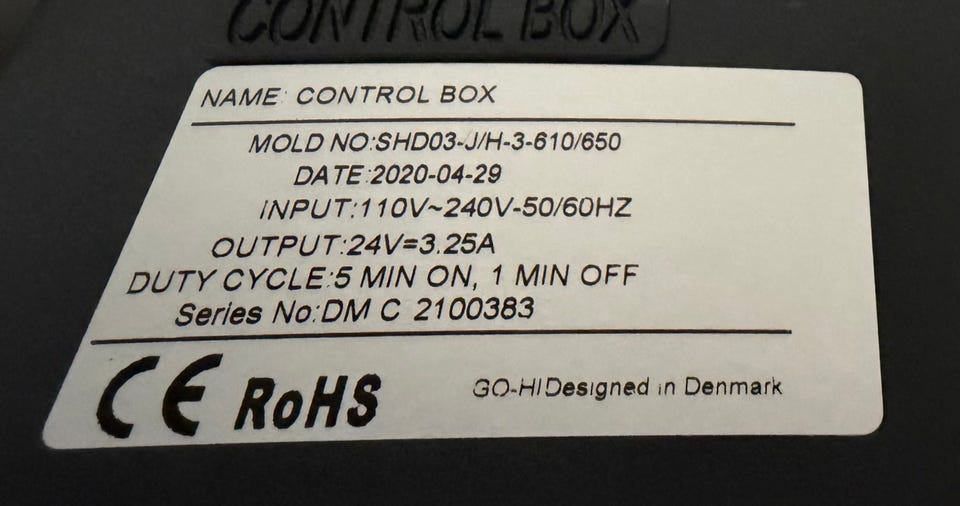 CONTROL BOX
NAME: CONTROL BOX
MOLD NO:SHD03-J/H-3-610/650
DATE:2020-04-29
INPUT:110V~240V-50/60HZ
OUTPUT:24V=3.25A
DUTY CYCLE:5 MIN ON, 1 MIN OFF
Series No:DM C 2100383
CE RoHS GO-HI Designed in Denmark